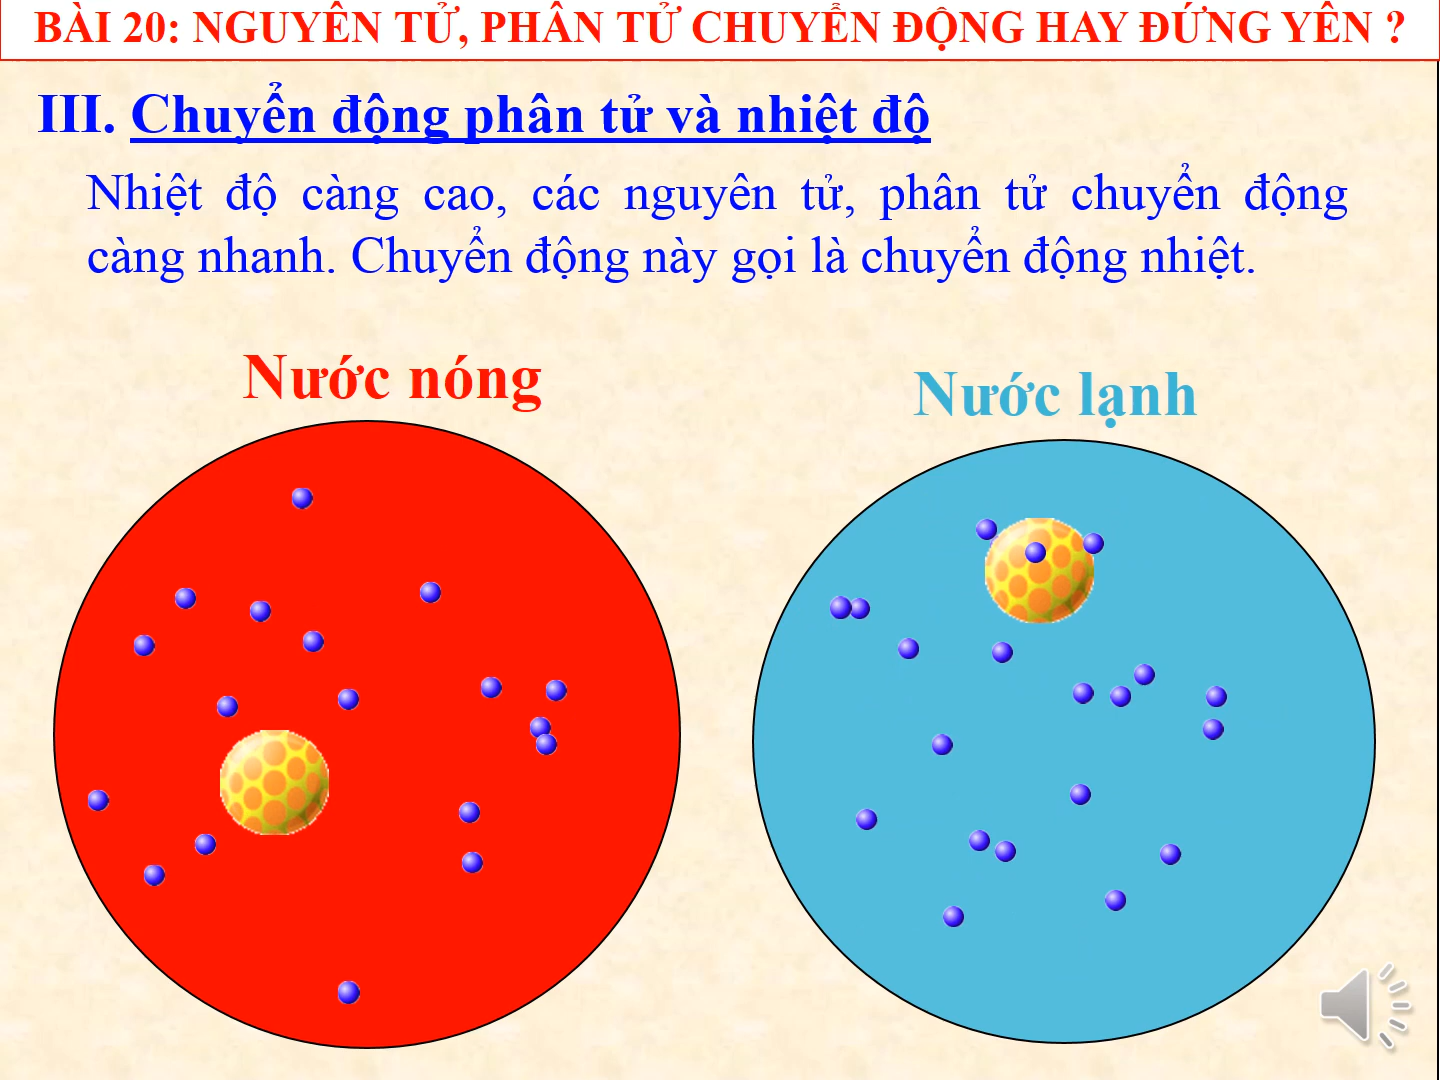 BÀI 20: NGUYÊN TỬ, PHÂN TỬ CHUYỂN ĐỘNG HAY ĐỨNG YÊN ?
III. Chuyển động phân tử và nhiệt độ
Nhiệt độ càng cao, các nguyên tử, phân tử chuyển động
càng nhanh. Chuyển động này gọi là chuyển động nhiệt.
Nước nóng
Nước lạnh